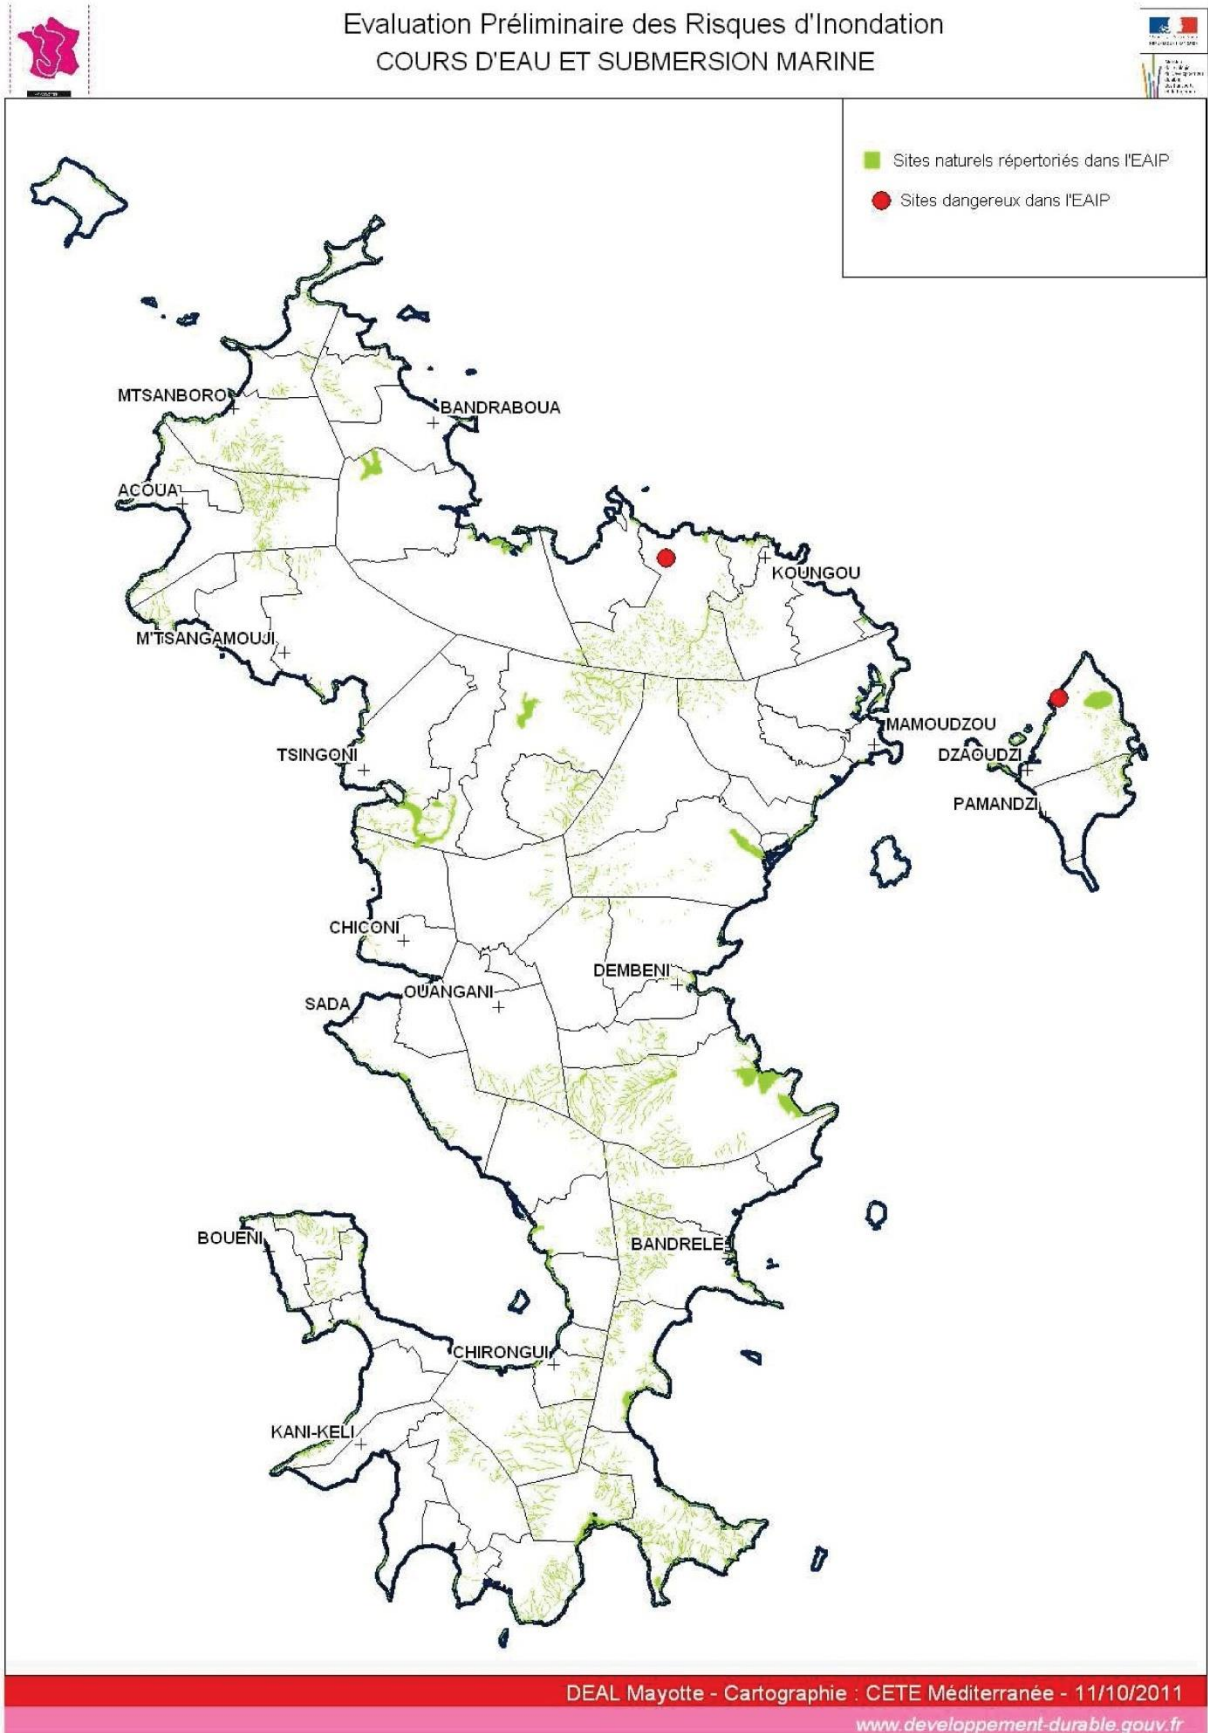 Evaluation Préliminaire des Risques d'Inondation
COURS D'EAU ET SUBMERSION MARINE
Sites naturels répertoriés dans l'EAIP
Sites dangereux dans l'EAIP
MTSANBORO
BANDRABOUA
ACOUA
KOUNGOU
M'TSANGAMOUJI
MAMOUDZOU
TSINGONI
DZAOUDZI
PAMANDZI
CHICONI
DEMBENI
OUANGANI
SADA
BOUENI
BANDRELE
CHIRONGUI
KANI-KELI
DEAL Mayotte - Cartographie : CETE Méditerranée - 11/10/2011
www.developpement-durable.gouv.fr